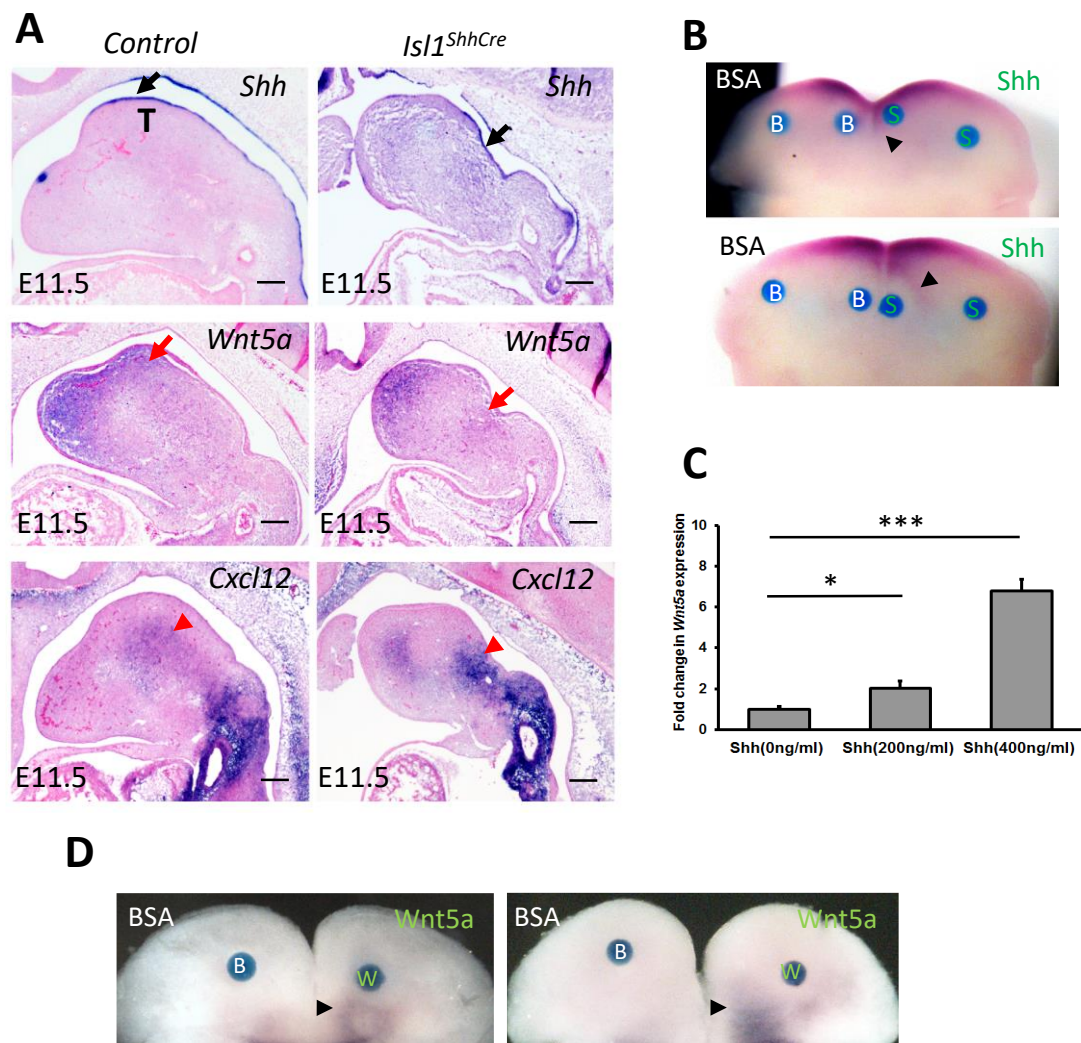 A
Control
Isl1^ShhCre
Shh
Shh
T
E11.5
E11.5
Wnt5a
Wnt5a
E11.5
E11.5
Cxcl12
Cxcl12
E11.5
E11.5
B
BSA
Shh
B
B
S
S
BSA
Shh
B
B
S
S
C
Fold change in Wnt5a expression
10
8
6
4
2
0
***
*
Shh(0ng/ml)
Shh(200ng/ml)
Shh(400ng/ml)
D
BSA
Wnt5a
B
W
BSA
Wnt5a
B
W